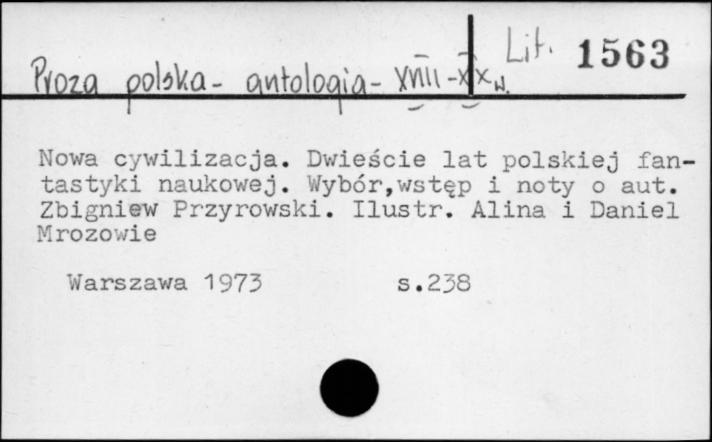 Lit. 1563
Proza polska - antologia - XVIII - XX w.
Nowa cywilizacja. Dwieście lat polskiej fan-
tastyki naukowej. Wybór,wstęp i noty o aut.
Zbigniew Przyrowski. Ilustr. Alina i Daniel
Mrozowie
Warszawa 1973 s.238